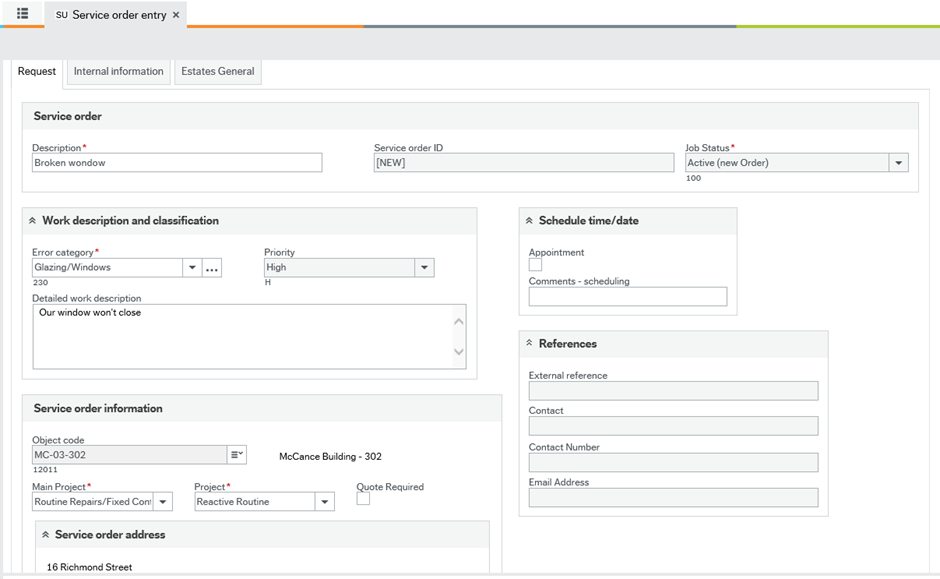 SU Service order entry ×
Request Internal information Estates General
Service order
Description* Service order ID Job Status*
Broken wondow [NEW] Active (new Order)
100
Work description and classification
Error category* Priority
Glazing/Windows ... High
230 H
Detailed work description
Our window won't close
Schedule time/date
Appointment
Comments - scheduling
References
External reference
Contact
Contact Number
Email Address
Service order information
Object code
MC-03-302 McCance Building - 302
12011
Main Project* Project* Quote Required
Routine Repairs/Fixed Cont Reactive Routine
Service order address
16 Richmond Street